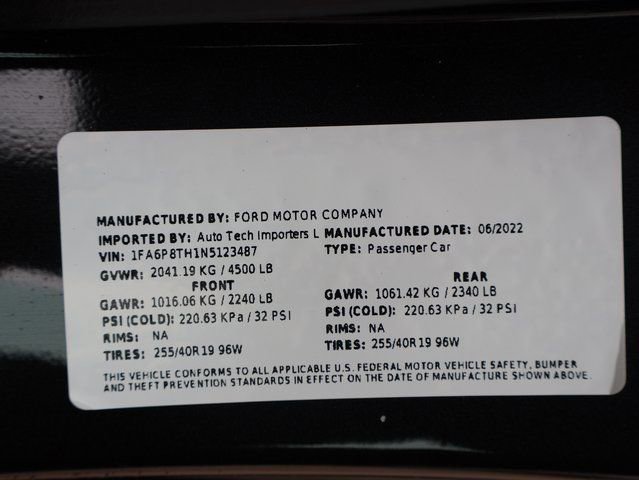 MANUFACTURED BY: FORD MOTOR COMPANY
IMPORTED BY: Auto Tech Importers L MANUFACTURED DATE: 06/2022
VIN: 1FA6P8TH1N5123487 TYPE: Passenger Car
GVWR: 2041.19 KG / 4500 LB
FRONT REAR
GAWR: 1016.06 KG / 2240 LB GAWR: 1061.42 KG / 2340 LB
PSI (COLD): 220.63 KPa / 32 PSI PSI (COLD): 220.63 KPa / 32 PSI
RIMS: NA RIMS: NA
TIRES: 255/40R19 96W TIRES: 255/40R19 96W
THIS VEHICLE CONFORMS TO ALL APPLICABLE U.S. FEDERAL MOTOR VEHICLE SAFETY, BUMPER
AND THEFT PREVENTION STANDARDS IN EFFECT ON THE DATE OF MANUFACTURE SHOWN ABOVE.